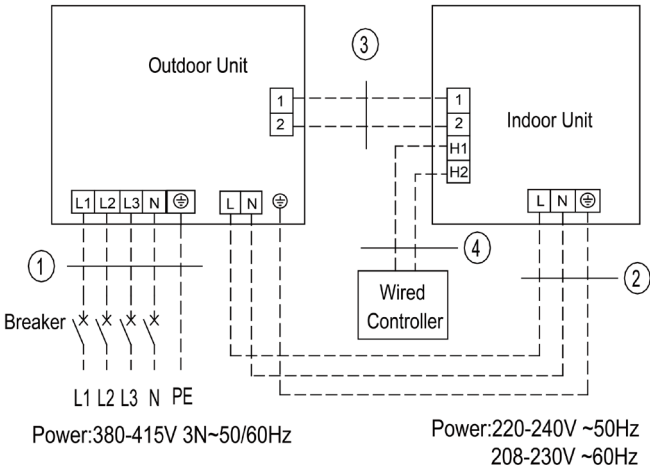 Outdoor Unit
3
1
2
1
2
H1
H2
Indoor Unit
L1 L2 L3 N
L N
L N
1
4
2
Breaker
Wired
Controller
L1 L2 L3 N PE
Power:380-415V 3N~50/60Hz
Power:220-240V ~50Hz
208-230V ~60Hz